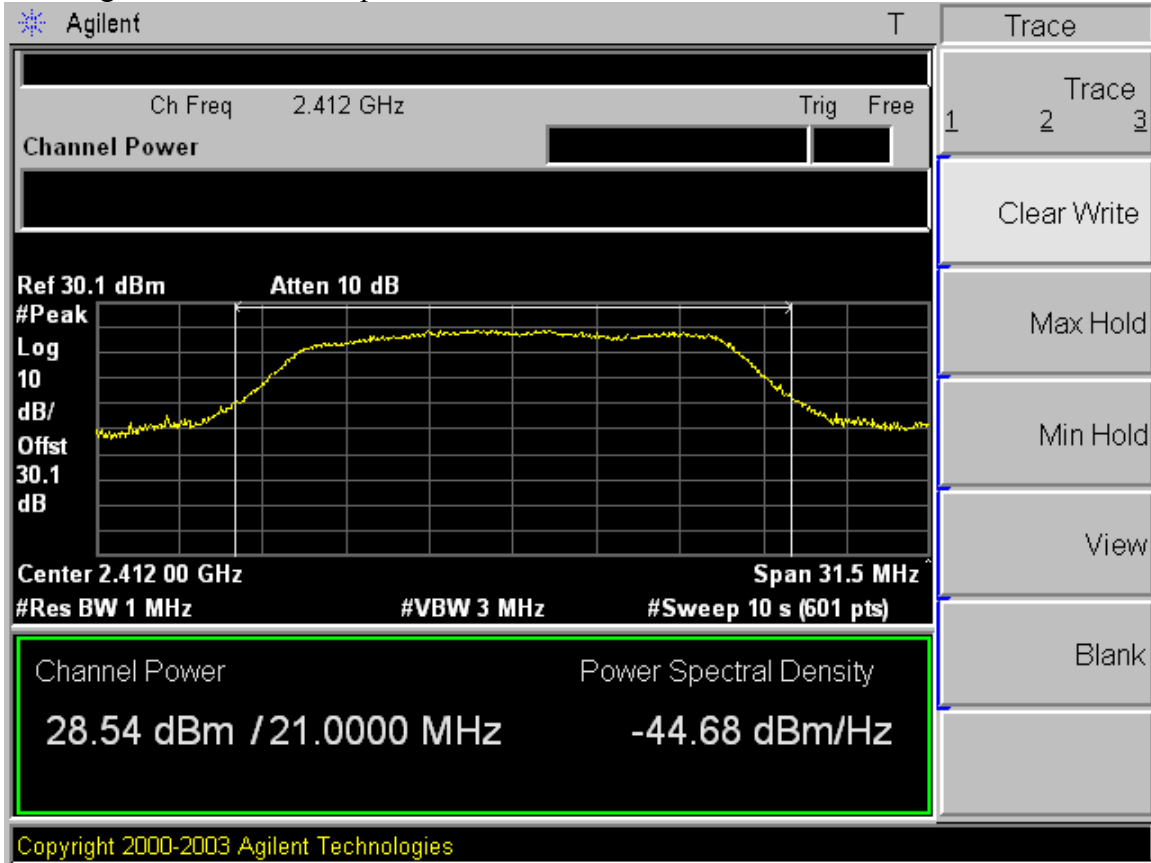 Agilent T
Trace
Ch Freq 2.412 GHz Trig Free
Channel Power
Trace
1 2 3
Clear Write
Max Hold
Min Hold
View
Blank
Ref 30.1 dBm Atten 10 dB
#Peak
Log
10
dB/
Offst
30.1
dB
Center 2.412 00 GHz Span 31.5 MHz
#Res BW 1 MHz #VBW 3 MHz #Sweep 10 s (601 pts)
Channel Power Power Spectral Density
28.54 dBm / 21.0000 MHz -44.68 dBm/Hz
Copyright 2000-2003 Agilent Technologies